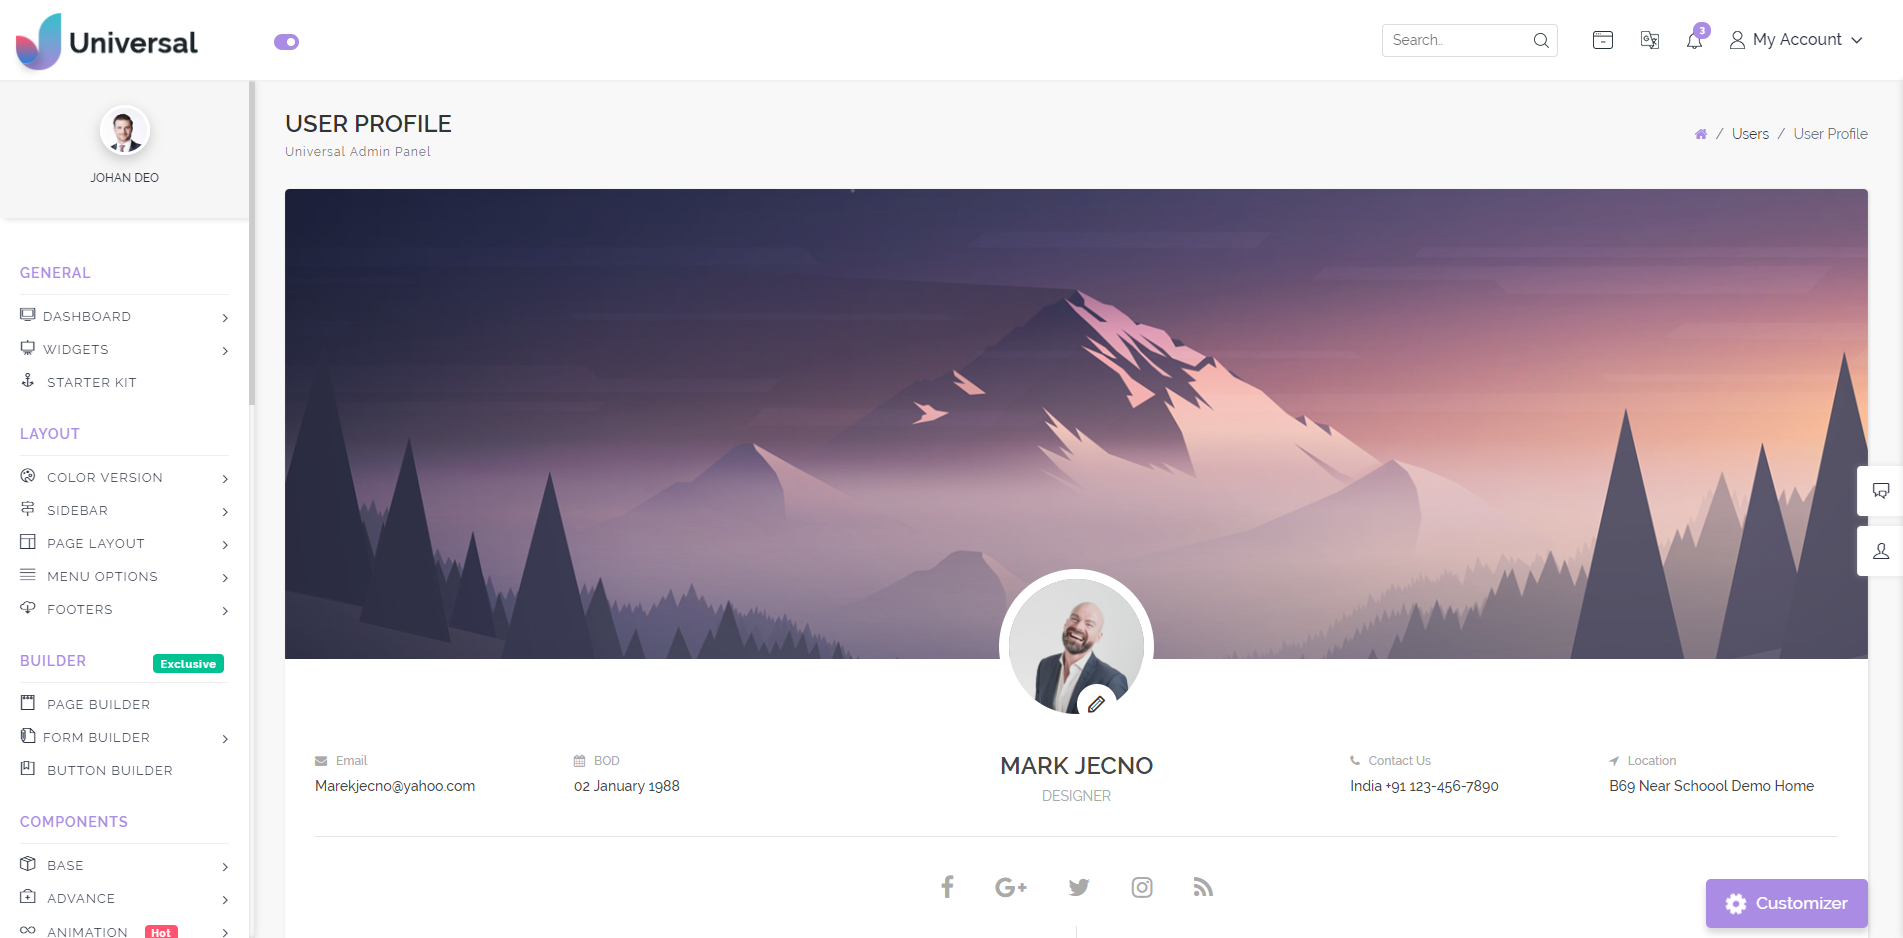 Universal
Search..
3
My Account
JOHAN DEO
USER PROFILE
Universal Admin Panel
/ Users / User Profile
GENERAL
DASHBOARD
WIDGETS
STARTER KIT
LAYOUT
COLOR VERSION
SIDEBAR
PAGE LAYOUT
MENU OPTIONS
FOOTERS
BUILDER Exclusive
PAGE BUILDER
FORM BUILDER
BUTTON BUILDER
COMPONENTS
BASE
ADVANCE
ANIMATION Hot
Email
Marekjecno@yahoo.com
BOD
02 January 1988
MARK JECNO
DESIGNER
Contact Us
India +91 123-456-7890
Location
B69 Near Schoool Demo Home
Customizer